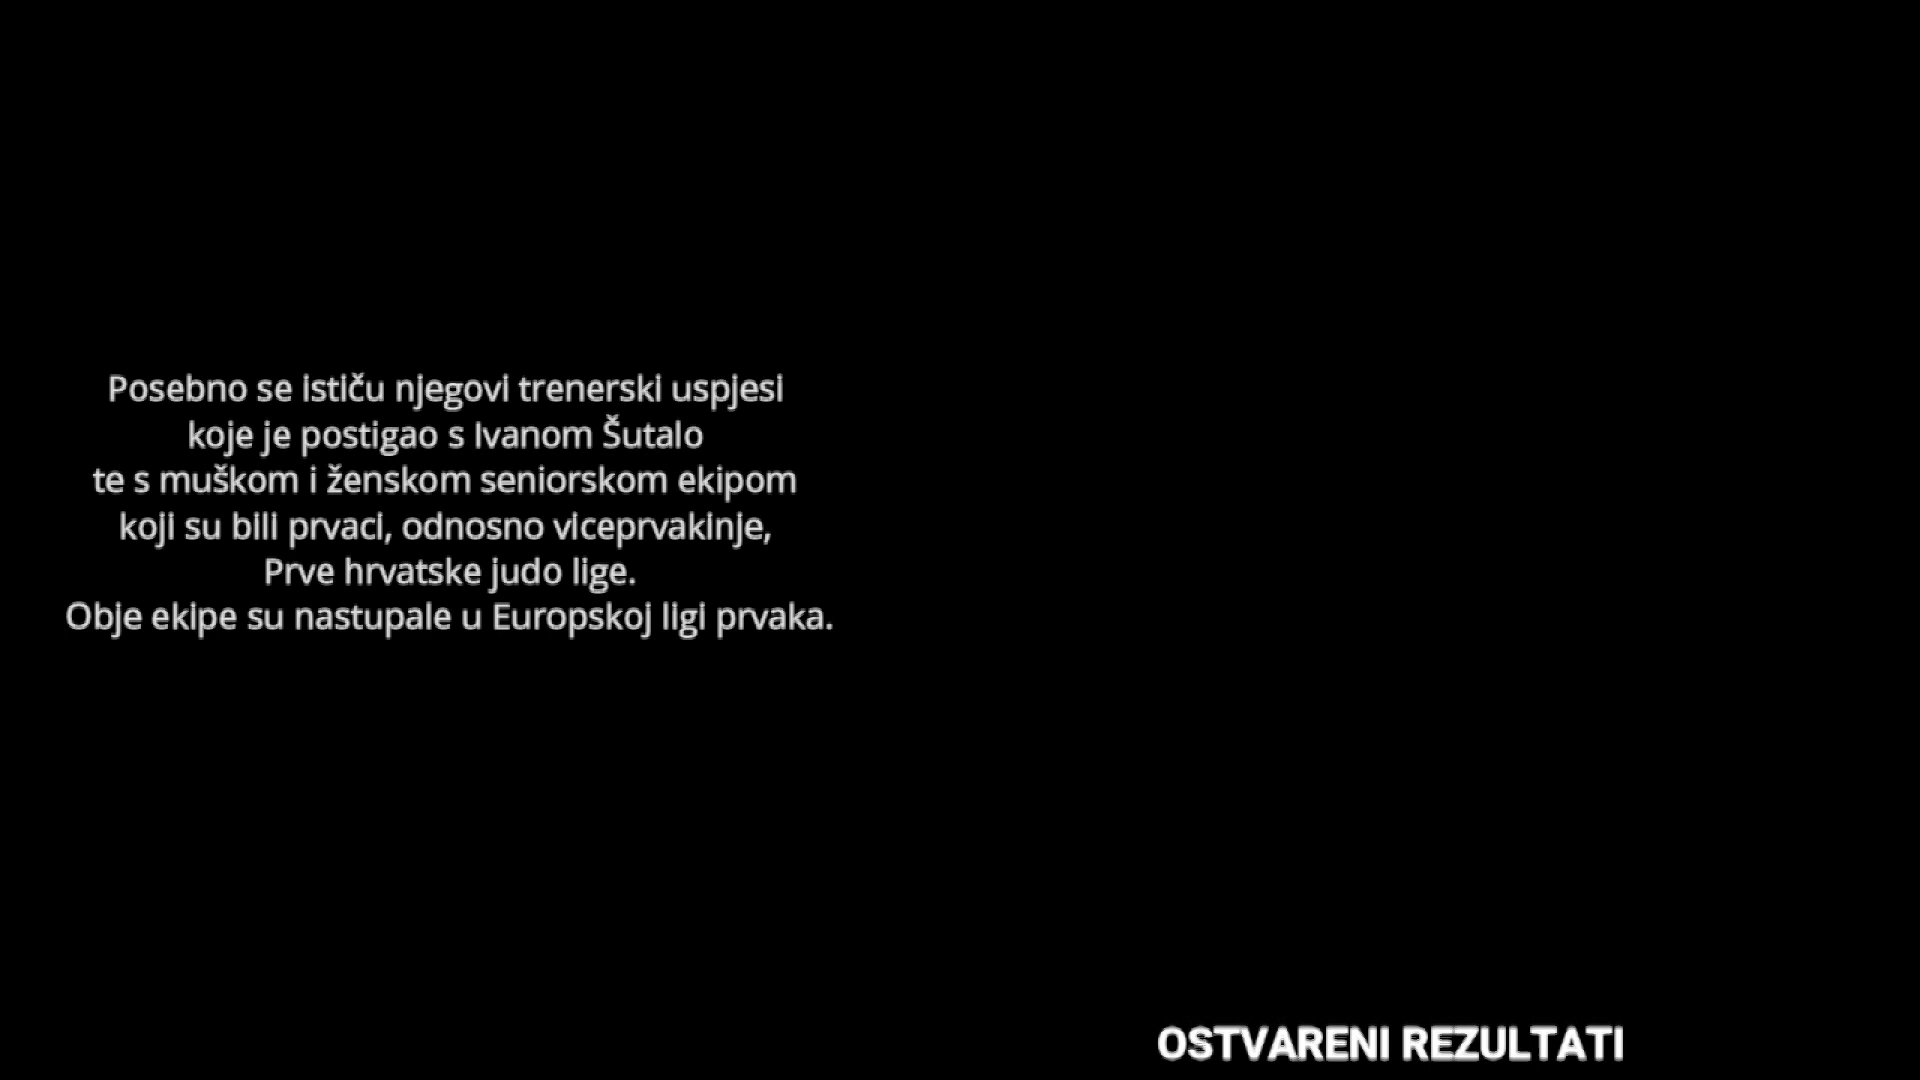 Posebno se ističu njegovi trenerski uspjesi
koje je postigao s Ivanom Šutalo
te s muškom i ženskom seniorskom ekipom
koji su bili prvaci, odnosno viceprvakinje,
Prve hrvatske judo lige.
Obje ekipe su nastupale u Europskoj ligi prvaka.
OSTVARENI REZULTATI